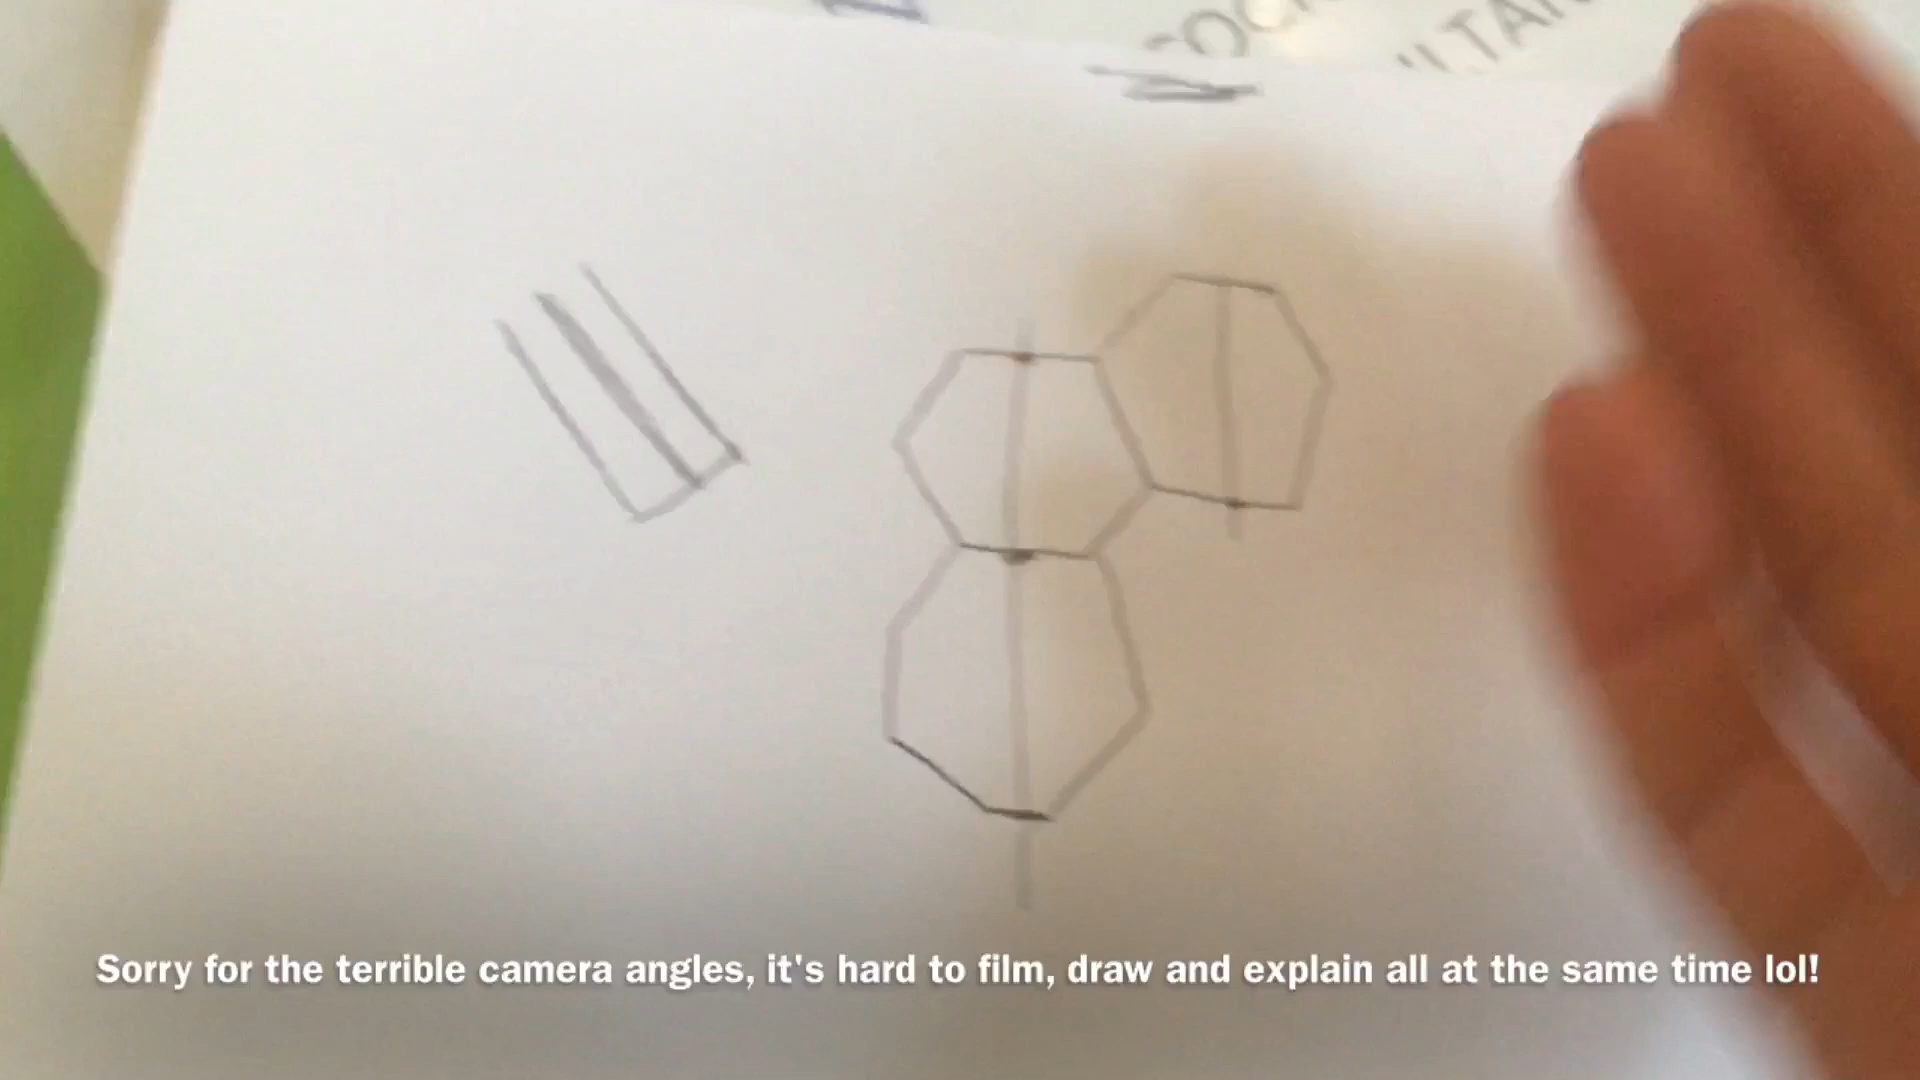 Sorry for the terrible camera angles, it's hard to film, draw and explain all at the same time lol!